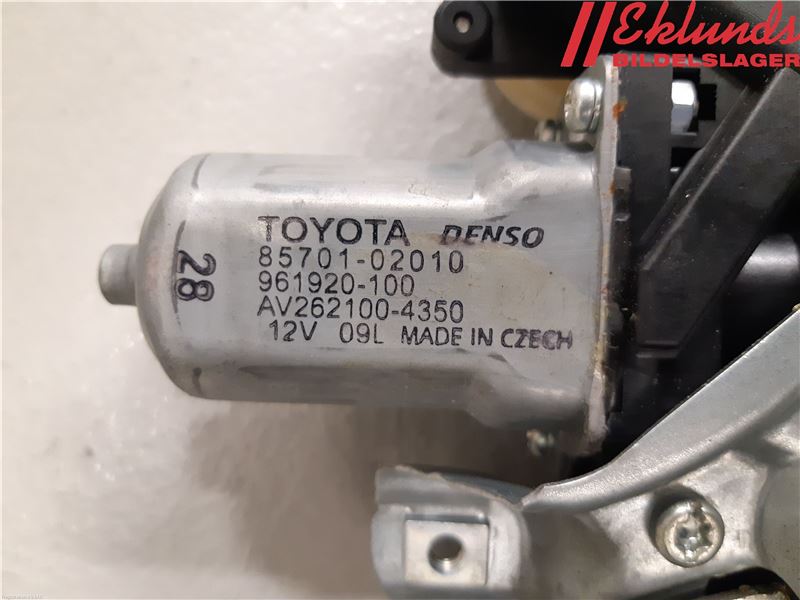 Eklunds
BILDELSLAGER
TOYOTA DENSO
85701-02010
961920-100
AV262100-4350
12V 09L MADE IN CZECH
28